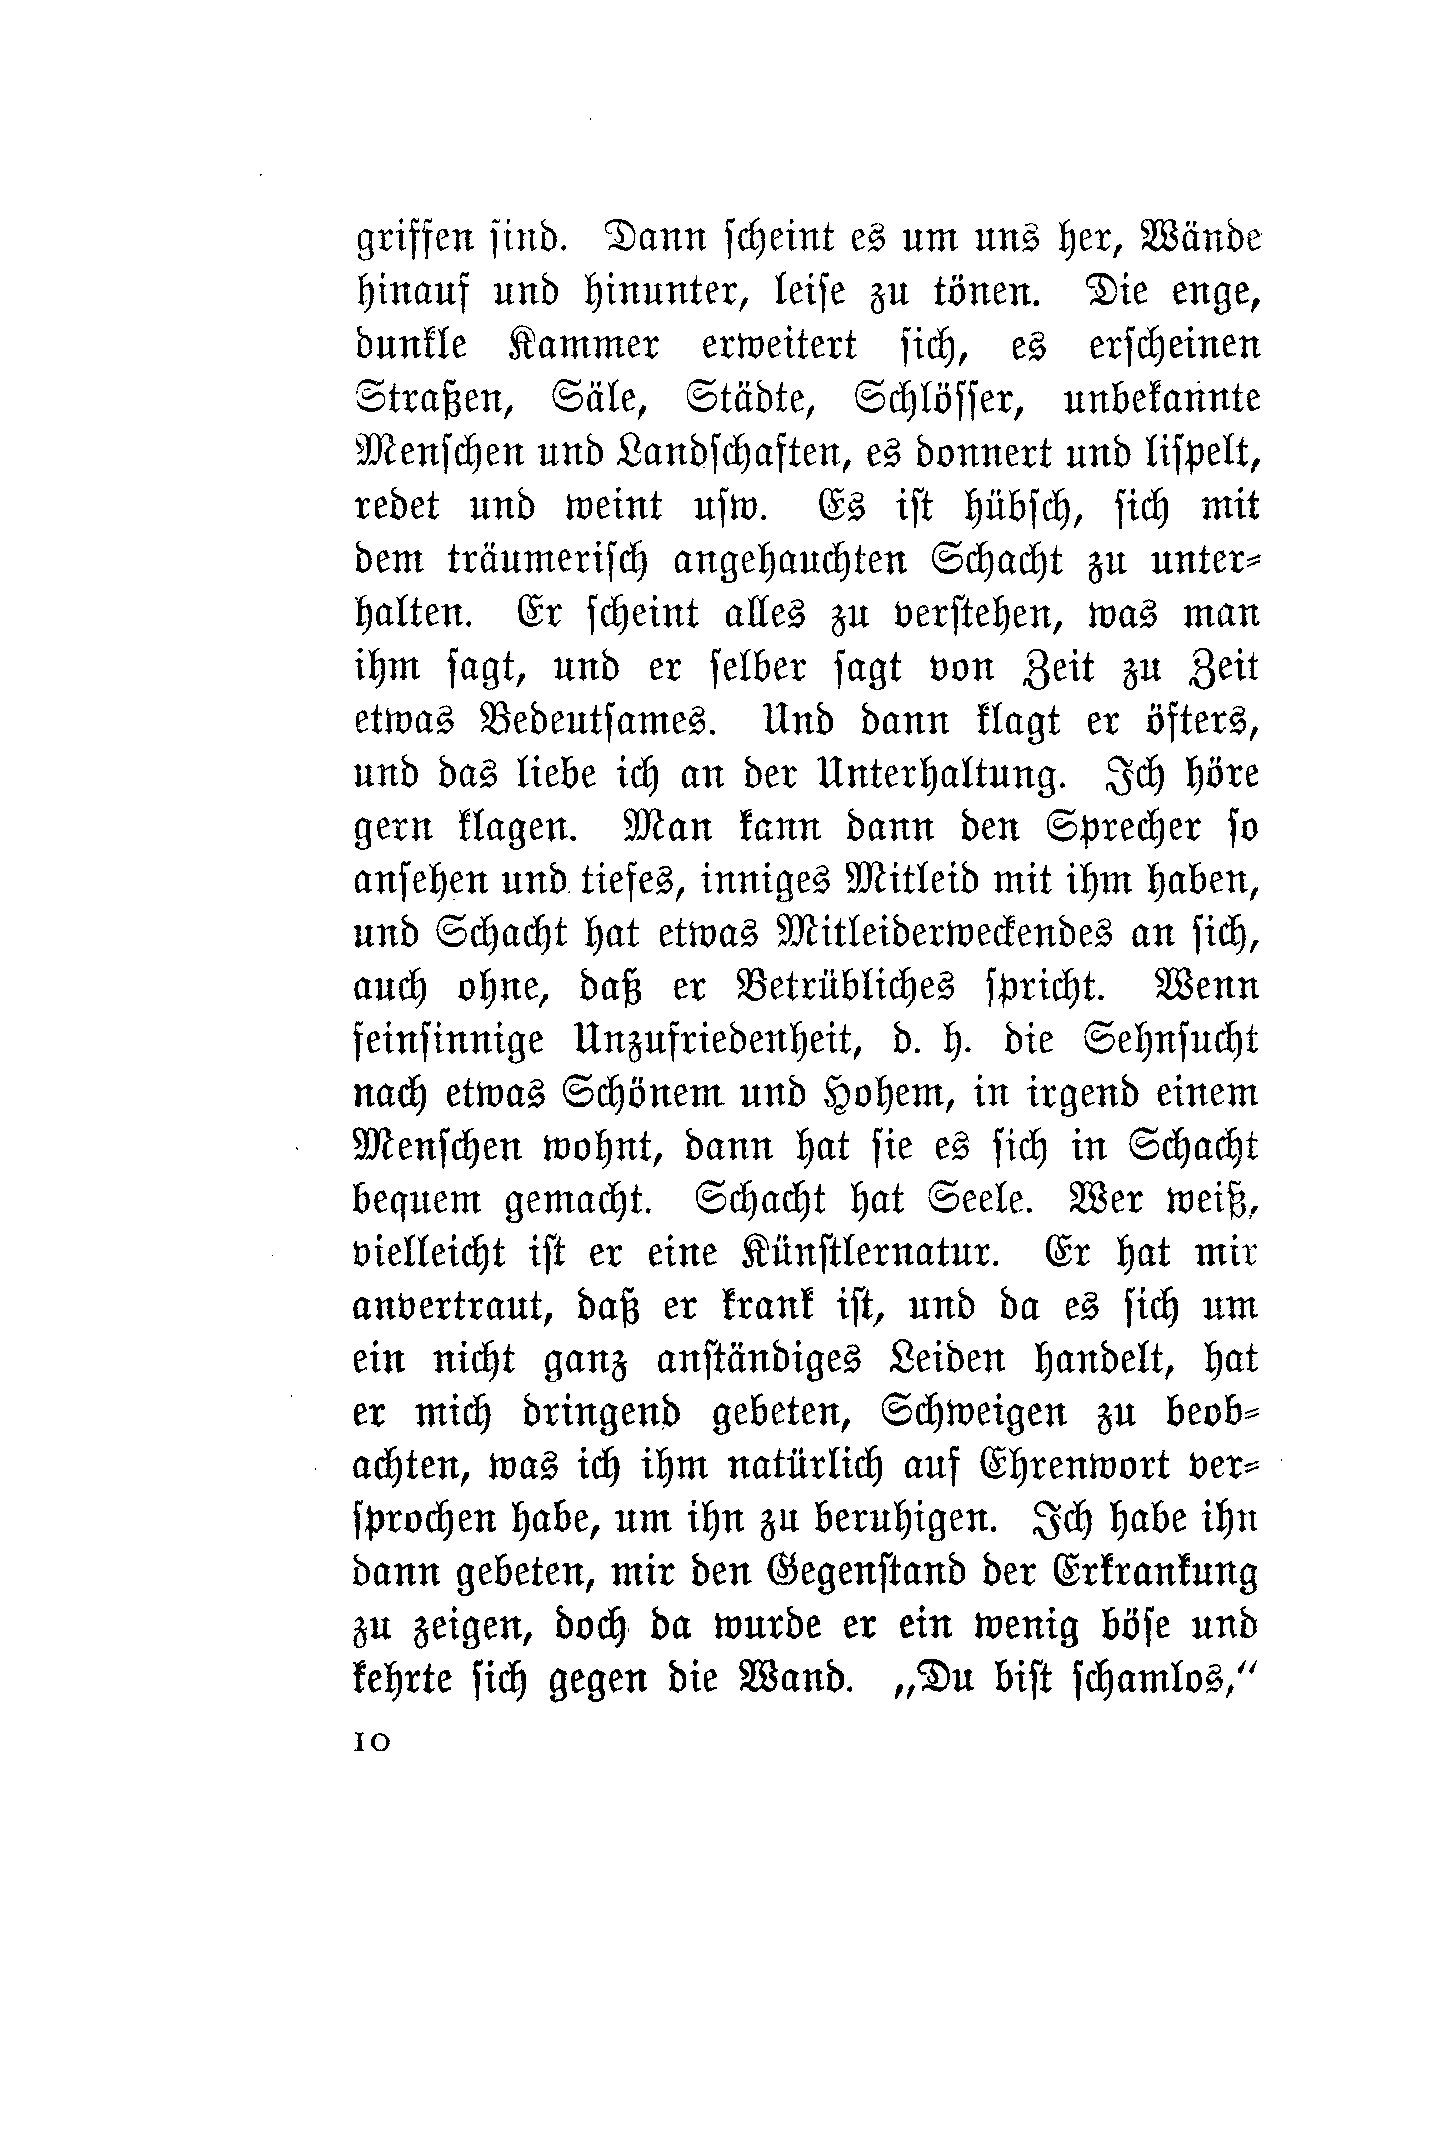 griffen ſind. Dann ſcheint es um uns her, Wände
hinauf und hinunter, leiſe zu tönen. Die enge,
dunkle Kammer erweitert ſich, es erſcheinen
Straßen, Säle, Städte, Schlöſſer, unbekannte
Menſchen und Landſchaften, es donnert und liſpelt,
redet und weint uſw. Es iſt hübſch, ſich mit
dem träumeriſch angehauchten Schacht zu unter⸗
halten. Er ſcheint alles zu verſtehen, was man
ihm ſagt, und er ſelber ſagt von Zeit zu Zeit
etwas Bedeutſames. Und dann klagt er öfters,
und das liebe ich an der Unterhaltung. Ich höre
gern klagen. Man kann dann den Sprecher ſo
anſehen und tiefes, inniges Mitleid mit ihm haben,
und Schacht hat etwas Mitleiderweckendes an ſich,
auch ohne, daß er Betrübliches ſpricht. Wenn
feinſinnige Unzufriedenheit, d. h. die Sehnſucht
nach etwas Schönem und Hohem, in irgend einem
Menſchen wohnt, dann hat ſie es ſich in Schacht
bequem gemacht. Schacht hat Seele. Wer weiß,
vielleicht iſt er eine Künſtlernatur. Er hat mir
anvertraut, daß er krank iſt, und da es ſich um
ein nicht ganz anſtändiges Leiden handelt, hat
er mich dringend gebeten, Schweigen zu beob⸗
achten, was ich ihm natürlich auf Ehrenwort ver⸗
ſprochen habe, um ihn zu beruhigen. Ich habe ihn
dann gebeten, mir den Gegenſtand der Erkrankung
zu zeigen, doch da wurde er ein wenig böſe und
kehrte ſich gegen die Wand. „Du biſt ſchamlos,“
10